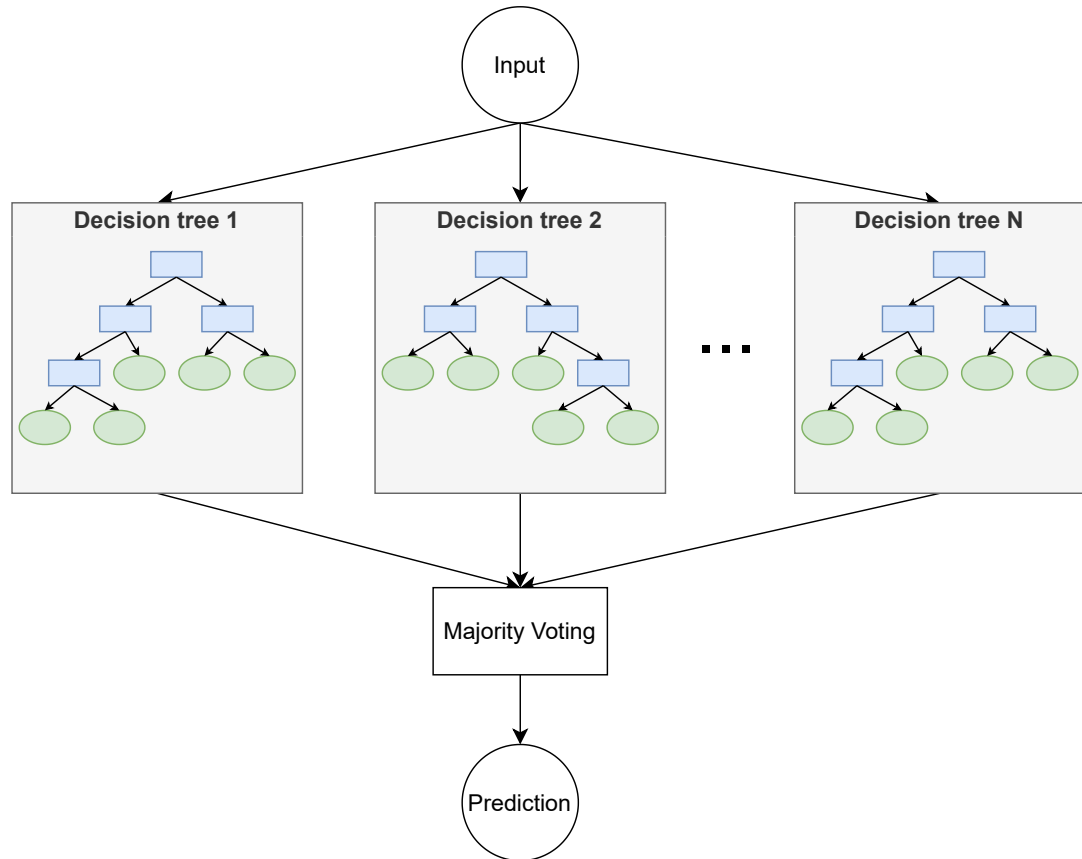 Input
Decision tree 1
Decision tree 2
Decision tree N
...
Majority Voting
Prediction